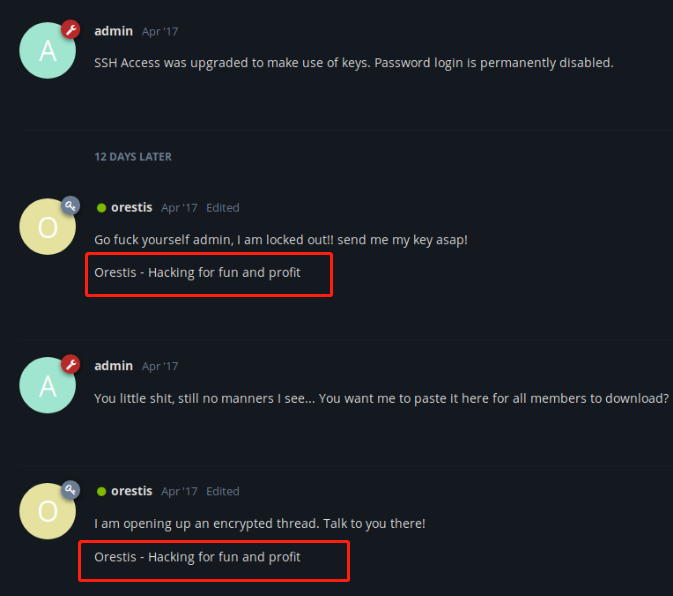 A
admin Apr '17
SSH Access was upgraded to make use of keys. Password login is permanently disabled.
12 DAYS LATER
O
orestis Apr '17 Edited
Go fuck yourself admin, I am locked out!! send me my key asap!
Orestis - Hacking for fun and profit
A
admin Apr '17
You little shit, still no manners I see... You want me to paste it here for all members to download?
O
orestis Apr '17 Edited
I am opening up an encrypted thread. Talk to you there!
Orestis - Hacking for fun and profit